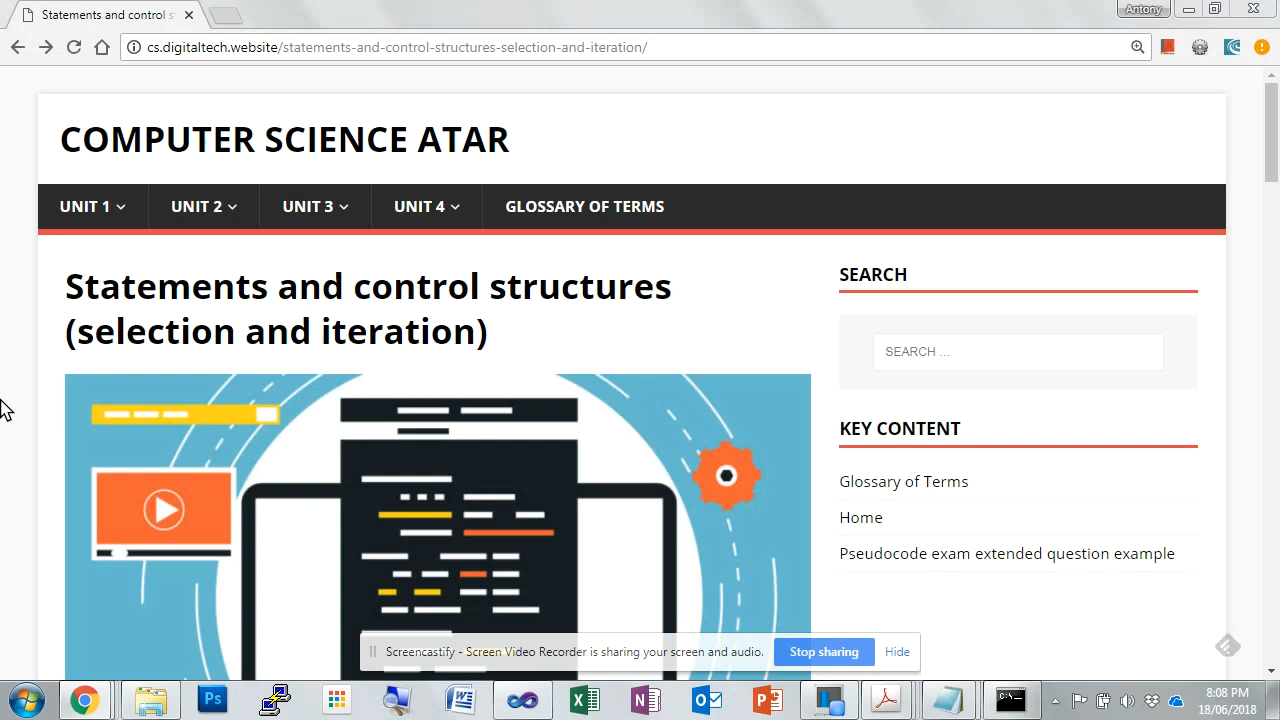 Statements and control s
Antony
cs.digitaltech.website/statements-and-control-structures-selection-and-iteration/
COMPUTER SCIENCE ATAR
UNIT 1
UNIT 2
UNIT 3
UNIT 4
GLOSSARY OF TERMS
Statements and control structures
(selection and iteration)
SEARCH
SEARCH ...
KEY CONTENT
Glossary of Terms
Home
Pseudocode exam extended question example
Screencastify - Screen Video Recorder is sharing your screen and audio.
Stop sharing
Hide
Ps
8:08 PM
18/06/2018